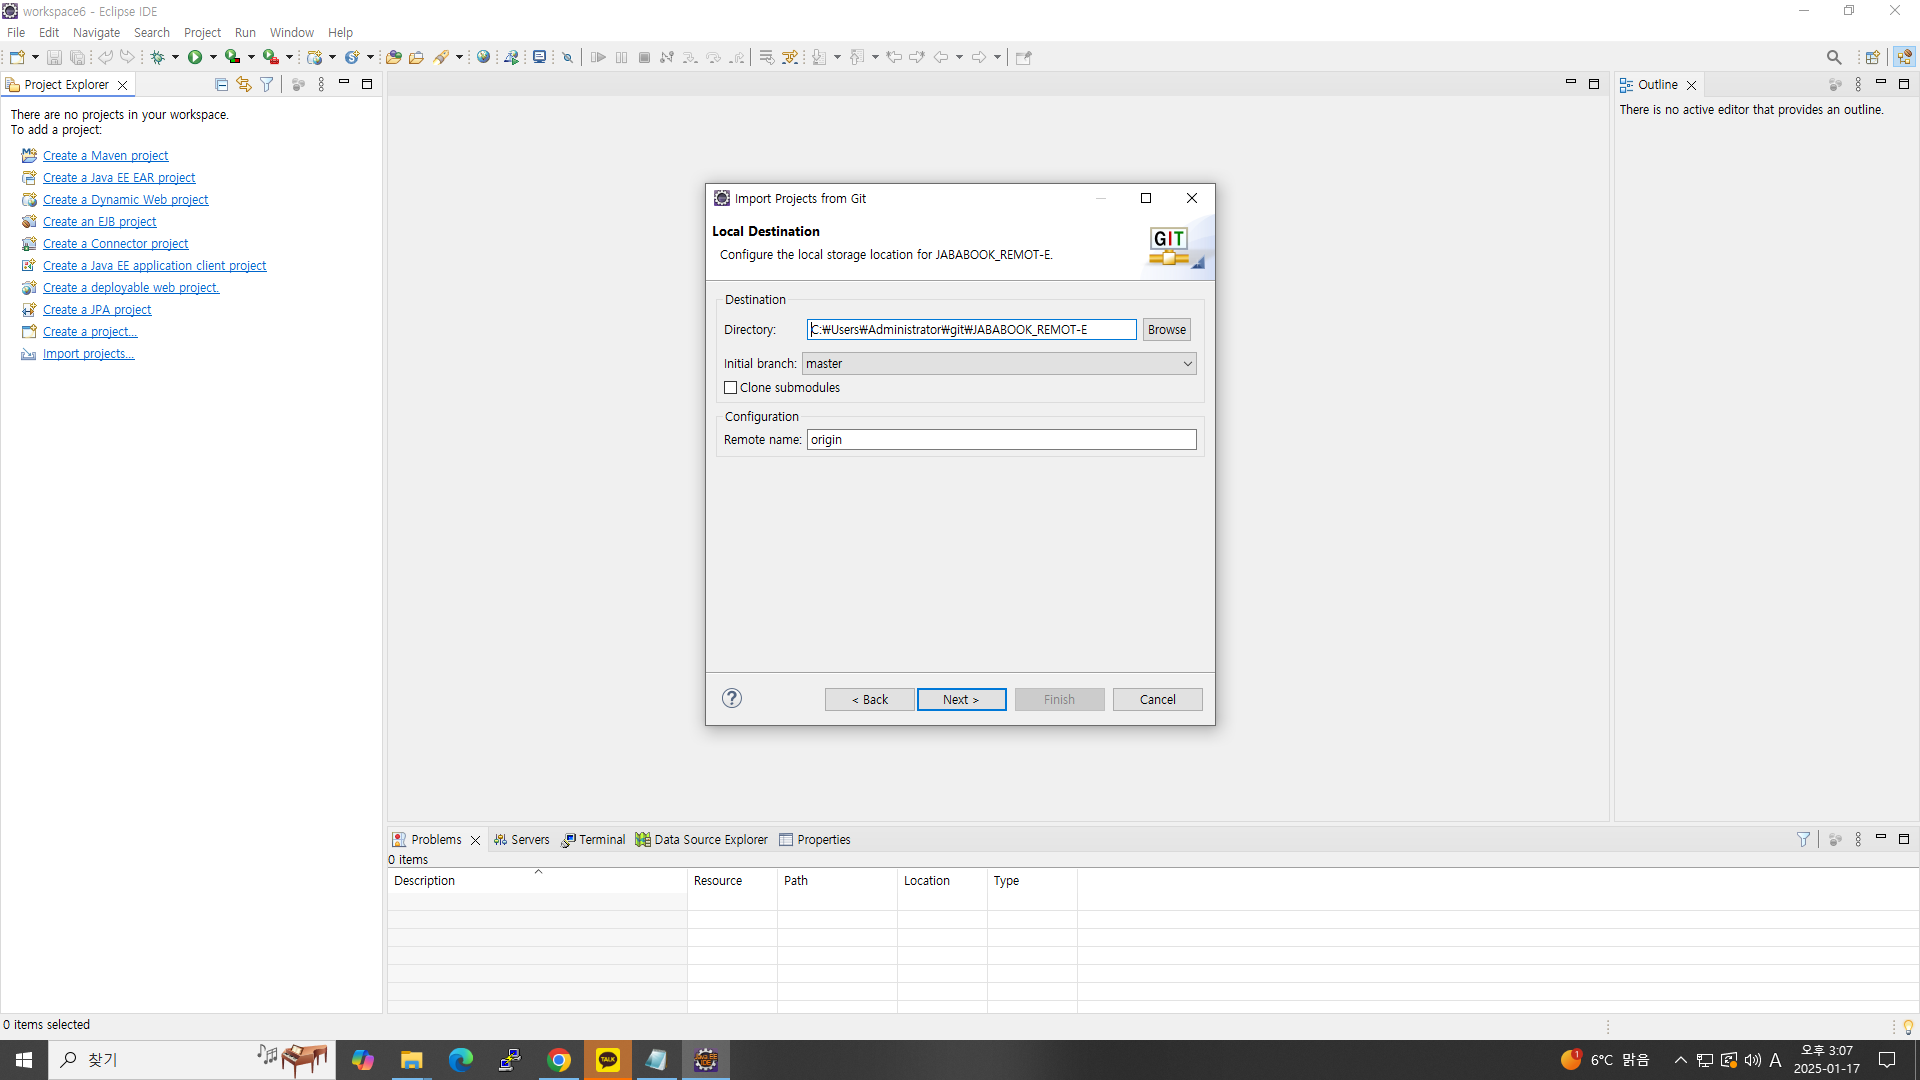 workspace6 - Eclipse IDE
File Edit Navigate Search Project Run Window Help
Project Explorer
There are no projects in your workspace.
To add a project:
Create a Maven project
Create a Java EE EAR project
Create a Dynamic Web project
Create an EJB project
Create a Connector project
Create a Java EE application client project
Create a deployable web project.
Create a JPA project
Create a project...
Import projects...
Import Projects from Git
Local Destination
Configure the local storage location for JABABOOK_REMOT-E.
GIT
Destination
Directory: C:₩Users₩Administrator₩git₩JABABOOK_REMOT-E Browse
Initial branch: master
Clone submodules
Configuration
Remote name: origin
< Back Next > Finish Cancel
Outline
There is no active editor that provides an outline.
Problems Servers Terminal Data Source Explorer Properties
0 items
Description Resource Path Location Type
0 items selected
찾기
TALK
1
6°C 맑음
A
오후 3:07
2025-01-17